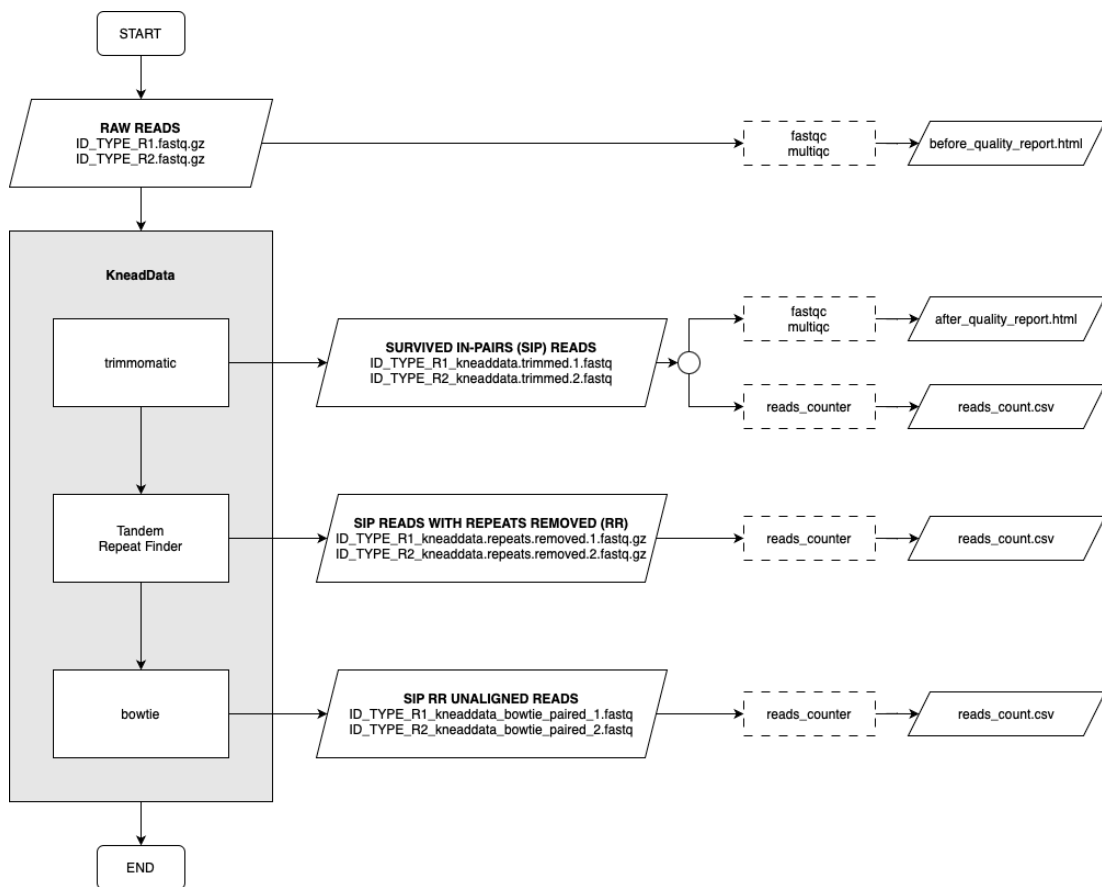 START
RAW READS
ID_TYPE_R1.fastq.gz
ID_TYPE_R2.fastq.gz
fastqc
multiqc
before_quality_report.html
KneadData
trimmomatic
SURVIVED IN-PAIRS (SIP) READS
ID_TYPE_R1_kneaddata.trimmed.1.fastq
ID_TYPE_R2_kneaddata.trimmed.2.fastq
fastqc
multiqc
after_quality_report.html
reads_counter
reads_count.csv
Tandem
Repeat Finder
SIP READS WITH REPEATS REMOVED (RR)
ID_TYPE_R1_kneaddata.repeats.removed.1.fastq.gz
ID_TYPE_R2_kneaddata.repeats.removed.2.fastq.gz
reads_counter
reads_count.csv
bowtie
SIP RR UNALIGNED READS
ID_TYPE_R1_kneaddata_bowtie_paired_1.fastq
ID_TYPE_R2_kneaddata_bowtie_paired_2.fastq
reads_counter
reads_count.csv
END